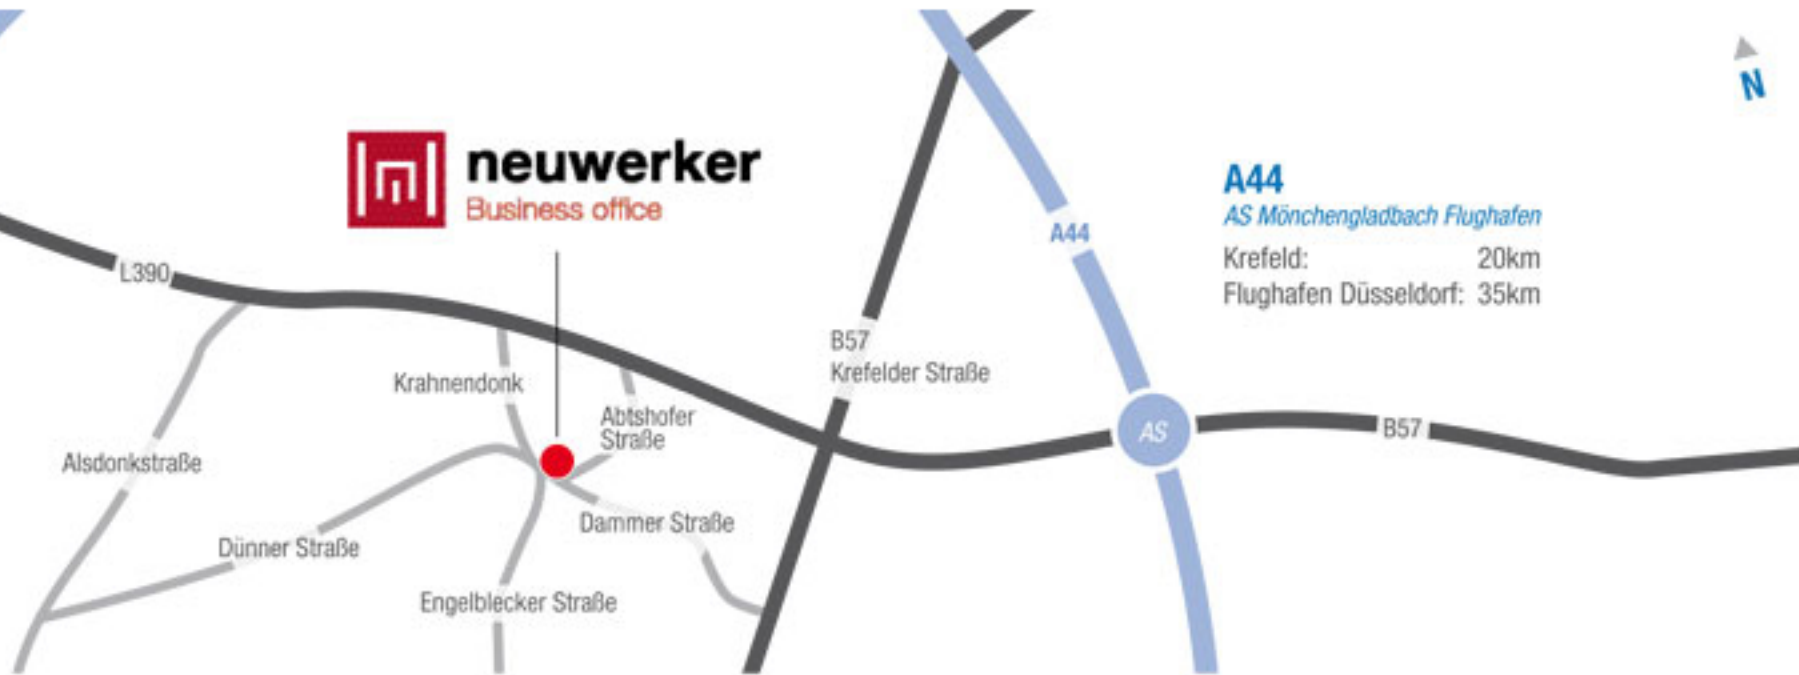 N
neuwerker
Business office
A44
AS Mönchengladbach Flughafen
Krefeld: 20km
Flughafen Düsseldorf: 35km
A44
L390
B57
Krefelder Straße
Krahnendonk
Abtshofer
Straße
AS
B57
Alsdonkstraße
Dammer Straße
Dünner Straße
Engelblecker Straße